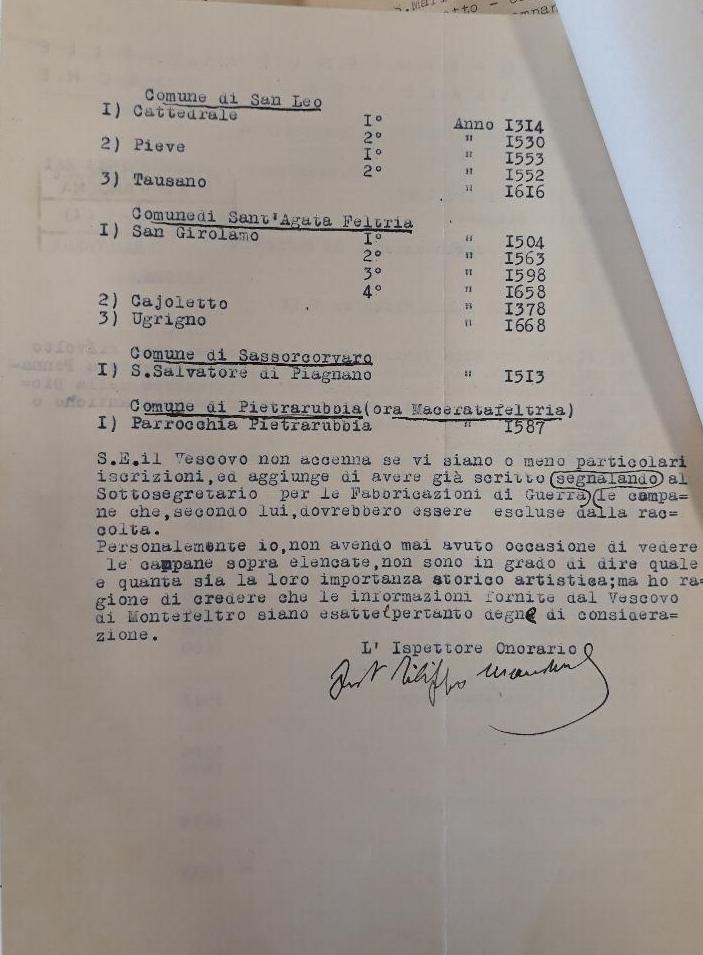 Comune di San Leo
I) Cattedrale I° Anno I3I4
2° " I530
2) Pieve I° " I553
2° " I552
3) Tausano " I6I6
Comunedi Sant'Agata Feltria
I) San Girolamo I° " I504
2° " I563
3° " I598
4° " I658
2) Cajoletto " I378
3) Ugrigno " I668
Comune di Sassorcorvaro
I) S.Salvatore di Piagnano " I5I3
Comune di Pietrarubbia(ora Maceratafeltria)
I) Parrocchia Pietrarubbia " I587
S.E.il Vescovo non accenna se vi siano o meno particolari
iscrizioni,ed aggiunge di avere già scritto segnalando al
Sottosegretario per le Fabbricazioni di Guerra, le campa=
ne che,secondo lui,dovrebbero essere escluse dalla rac=
colta.
Personalemente io,non avendo mai avuto occasione di vedere
le campane sopra elencate,non sono in grado di dire quale
e quanta sia la loro importanza storico artistica;ma ho ra=
gione di credere che le informazioni fornite dal Vescovo
di Montefeltro siano esatte(pertanto degne di considera=
zione.
L' Ispettore Onorario
Filippo